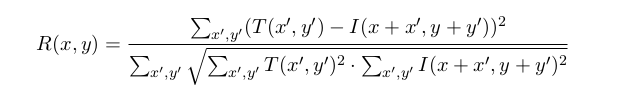 R(x, y) = \frac{\sum_{x',y'} (T(x', y') - I(x + x', y + y'))^2}{\sum_{x',y'} \sqrt{\sum_{x',y'} T(x', y')^2 \cdot \sum_{x',y'} I(x + x', y + y')^2}}